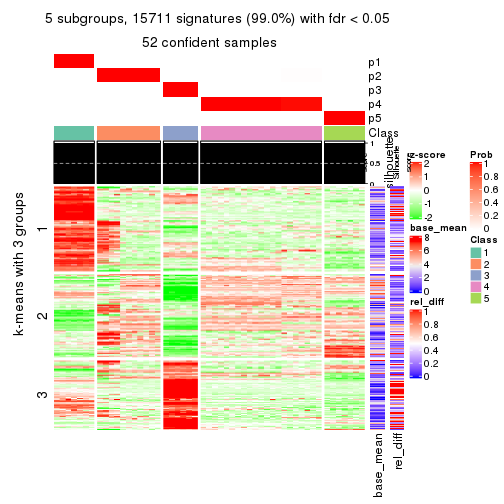 5 subgroups, 15711 signatures (99.0%) with fdr < 0.05
52 confident samples
p1
p2
p3
p4
p5
Class
1
0.5
0
silhouette
Silhouette
score
k-means with 3 groups
1
2
3
base_mean
rel_diff
z-score
2
1
0
-1
-2
base_mean
8
6
4
2
0
rel_diff
1
0.8
0.6
0.4
0.2
0
Prob
1
0.8
0.6
0.4
0.2
0
Class
1
2
3
4
5